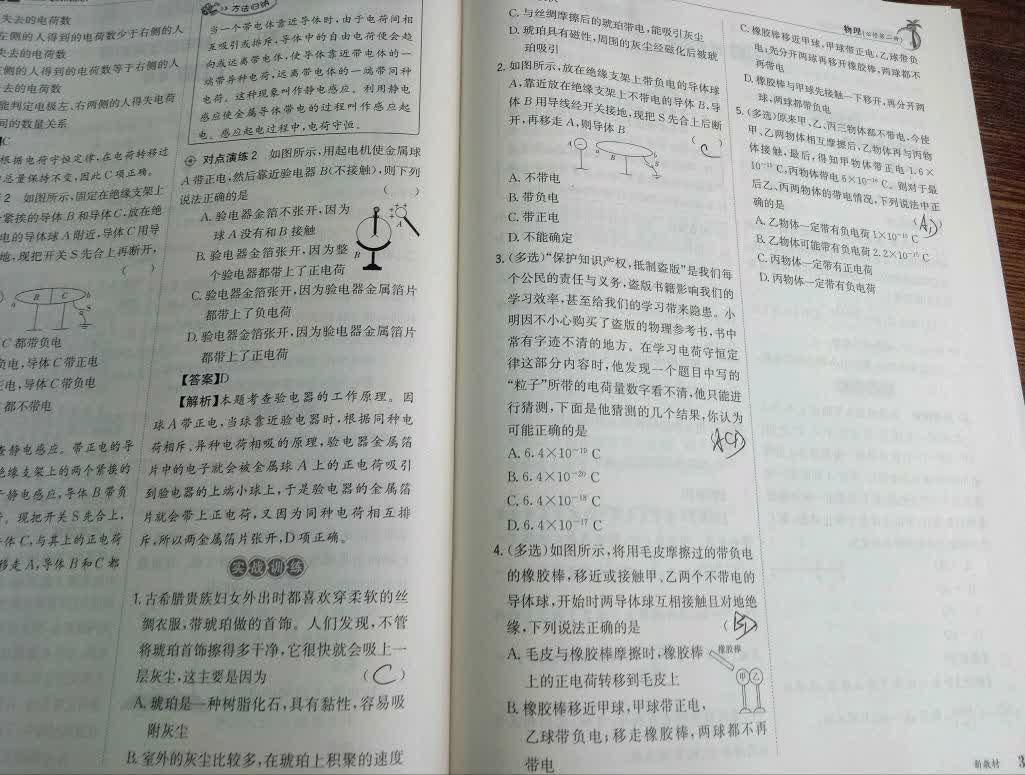 失去的电荷数
左侧的人得到的电荷数少于右侧的人
失去的电荷数
左侧的人得到的电荷数等于右侧的人
去的电荷数
能判定电极左、右两侧的人得失电荷
间的数量关系
C
根据电荷守恒定律,在电荷转移过
总量保持不变,因此C项正确。
2 如图所示,固定在绝缘支架上
紧挨的导体B和导体C,放在绝
电的导体球A附近,导体C用导
地,现把开关S先合上再断开,
( )
B C b
a S
C都带负电
负电,导体C带正电
正电,导体C带负电
都不带电
查静电感应。带正电的导
绝缘支架上的两个紧挨的
静电感应,导体B带负
。现把开关S先合上,
体C,与其上的正电荷
移走A,导体B和C都
方法归纳
当一个带电体靠近导体时,由于电荷间相
互吸引或排斥,导体中的自由电荷便会趋
向或远离带电体,使导体靠近带电体的一
端带异种电荷,远离带电体的一端带同种
电荷。这种现象叫作静电感应。利用静电
感应使金属导体带电的过程叫作感应起
电。感应起电过程中,电荷守恒。
对点演练2 如图所示,用起电机使金属球
A带正电,然后靠近验电器B(不接触),则下列
说法正确的是 ( )
A. 验电器金箔不张开,因为
球A没有和B接触
B. 验电器金箔张开,因为整
个验电器都带上了正电荷
A
B
C. 验电器金箔张开,因为验电器金属箔片
都带上了负电荷
D. 验电器金箔张开,因为验电器金属箔片
都带上了正电荷
【答案】D
【解析】本题考查验电器的工作原理。因
球A带正电,当球靠近验电器时,根据同种电
荷相斥、异种电荷相吸的原理,验电器金属箔
片中的电子就会被金属球A上的正电荷吸引
到验电器的上端小球上,于是验电器的金属箔
片就会带上正电荷,又因为同种电荷相互排
斥,所以两金属箔片张开,D项正确。
实战训练
1. 古希腊贵族妇女外出时都喜欢穿柔软的丝
绸衣服,带琥珀做的首饰。人们发现,不管
将琥珀首饰擦得多干净,它很快就会吸上一
层灰尘,这主要是因为 (C)
A. 琥珀是一种树脂化石,具有黏性,容易吸
附灰尘
B. 室外的灰尘比较多,在琥珀上积聚的速度
C. 与丝绸摩擦后的琥珀带电,能吸引灰尘
D. 琥珀具有磁性,周围的灰尘经磁化后被琥
珀吸引
2. 如图所示,放在绝缘支架上带负电的导体球
A,靠近放在绝缘支架上不带电的导体B,导
体B用导线经开关接地,现把S先合上后断
开,再移走A,则导体B (C)
A a B b
S
A. 不带电
B. 带负电
C. 带正电
D. 不能确定
3. (多选)“保护知识产权,抵制盗版”是我们每
个公民的责任与义务,盗版书籍影响我们的
学习效率,甚至给我们的学习带来隐患。小
明因不小心购买了盗版的物理参考书,书中
常有字迹不清的地方。在学习电荷守恒定
律这部分内容时,他发现一个题目中写的
“粒子”所带的电荷量数字看不清,他只能进
行猜测,下面是他猜测的几个结果,你认为
可能正确的是 (ACD)
A. 6.4×10⁻¹⁹ C
B. 6.4×10⁻²⁰ C
C. 6.4×10⁻¹⁸ C
D. 6.4×10⁻¹⁷ C
4. (多选)如图所示,将用毛皮摩擦过的带负电
的橡胶棒,移近或接触甲、乙两个不带电的
导体球,开始时两导体球互相接触且对地绝
缘,下列说法正确的是 (BD)
A. 毛皮与橡胶棒摩擦时,橡胶棒
上的正电荷转移到毛皮上
橡胶棒
甲 乙
B. 橡胶棒移近甲球,甲球带正电,
乙球带负电;移走橡胶棒,两球都不再
带电
物理(必修第三册)
C. 橡胶棒移近甲球,甲球带正电,乙球带负
电,先分开两球再移开橡胶棒,两球都不
再带电
D. 橡胶棒与甲球先接触一下移开,再分开两
球,两球都带负电
5. (多选)原来甲、乙、丙三物体都不带电,今使
甲、乙两物体相互摩擦后,乙物体再与丙物
体接触,最后,得知甲物体带正电1.6×
10⁻¹⁵ C,丙物体带电6×10⁻¹⁶ C。则对于最
后乙、丙两物体的带电情况,下列说法中正
确的是 (AD)
A. 乙物体一定带有负电荷1×10⁻¹⁵ C
B. 乙物体可能带有负电荷2.2×10⁻¹⁵ C
C. 丙物体一定带有正电荷
D. 丙物体一定带有负电荷
新教材 3